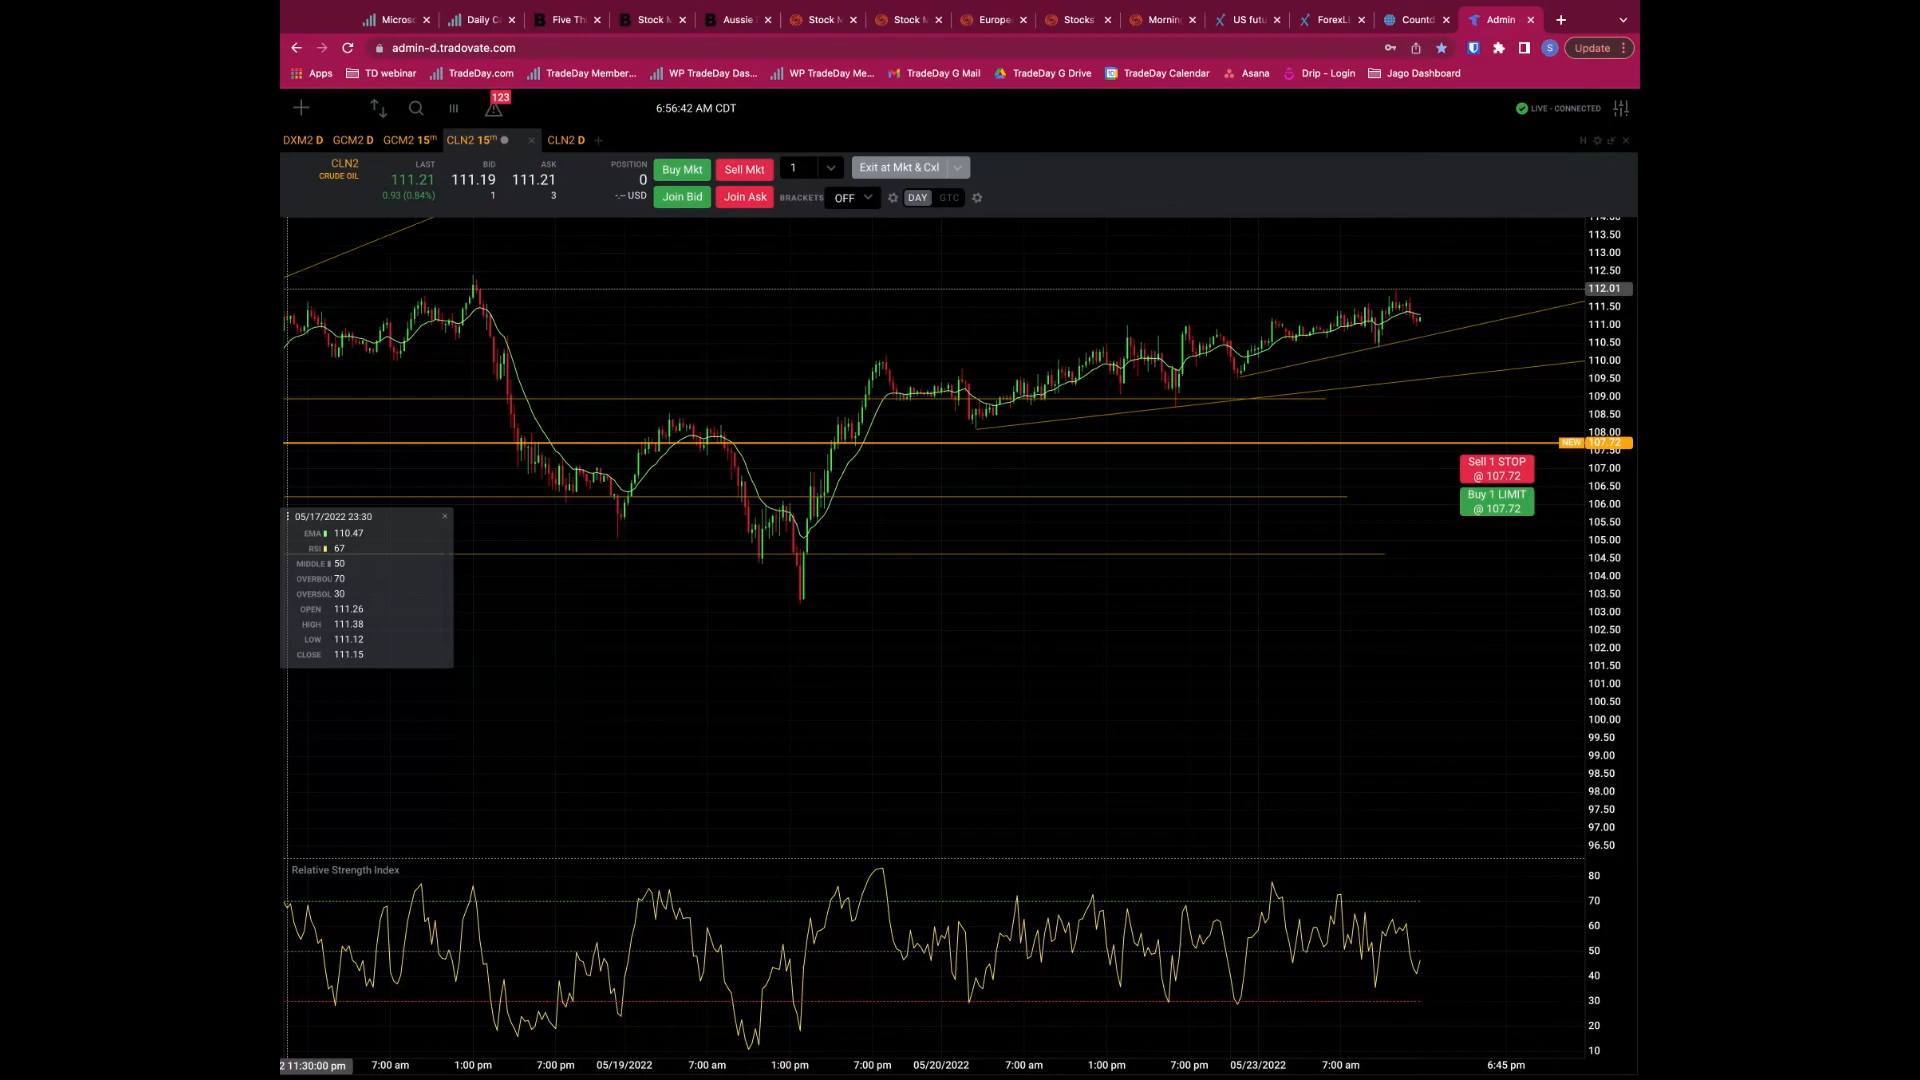 Micros
Daily C
Five Th
Stock M
Aussie
Stock M
Stock M
Europe
Stocks
Mornin
US futu
ForexLi
Countd
Admin
admin-d.tradovate.com
S
Update
Apps
TD webinar
TradeDay.com
TradeDay Member...
WP TradeDay Das...
WP TradeDay Me...
TradeDay G Mail
TradeDay G Drive
TradeDay Calendar
Asana
Drip - Login
Jago Dashboard
123
6:56:42 AM CDT
LIVE - CONNECTED
DXM2 D
GCM2 D
GCM2 15m
CLN2 15m
CLN2 D
H
CLN2
CRUDE OIL
LAST
111.21
0.93 (0.84%)
BID
111.19
1
ASK
111.21
3
POSITION
0
-.-- USD
Buy Mkt
Sell Mkt
1
Exit at Mkt & Cxl
Join Bid
Join Ask
BRACKETS
OFF
DAY
GTC
114.00
113.50
113.00
112.50
112.01
111.50
111.00
110.50
110.00
109.50
109.00
108.50
108.00
NEW
107.72
107.50
107.00
106.50
106.00
105.50
105.00
104.50
104.00
103.50
103.00
102.50
102.00
101.50
101.00
100.50
100.00
99.50
99.00
98.50
98.00
97.50
97.00
96.50
Sell 1 STOP
@ 107.72
Buy 1 LIMIT
@ 107.72
05/17/2022 23:30
EMA 110.47
RSI 67
MIDDLE 50
OVERBOU 70
OVERSOL 30
OPEN 111.26
HIGH 111.38
LOW 111.12
CLOSE 111.15
Relative Strength Index
80
70
60
50
40
30
20
10
2 11:30:00 pm
7:00 am
1:00 pm
7:00 pm
05/19/2022
7:00 am
1:00 pm
7:00 pm
05/20/2022
7:00 am
1:00 pm
7:00 pm
05/23/2022
7:00 am
6:45 pm